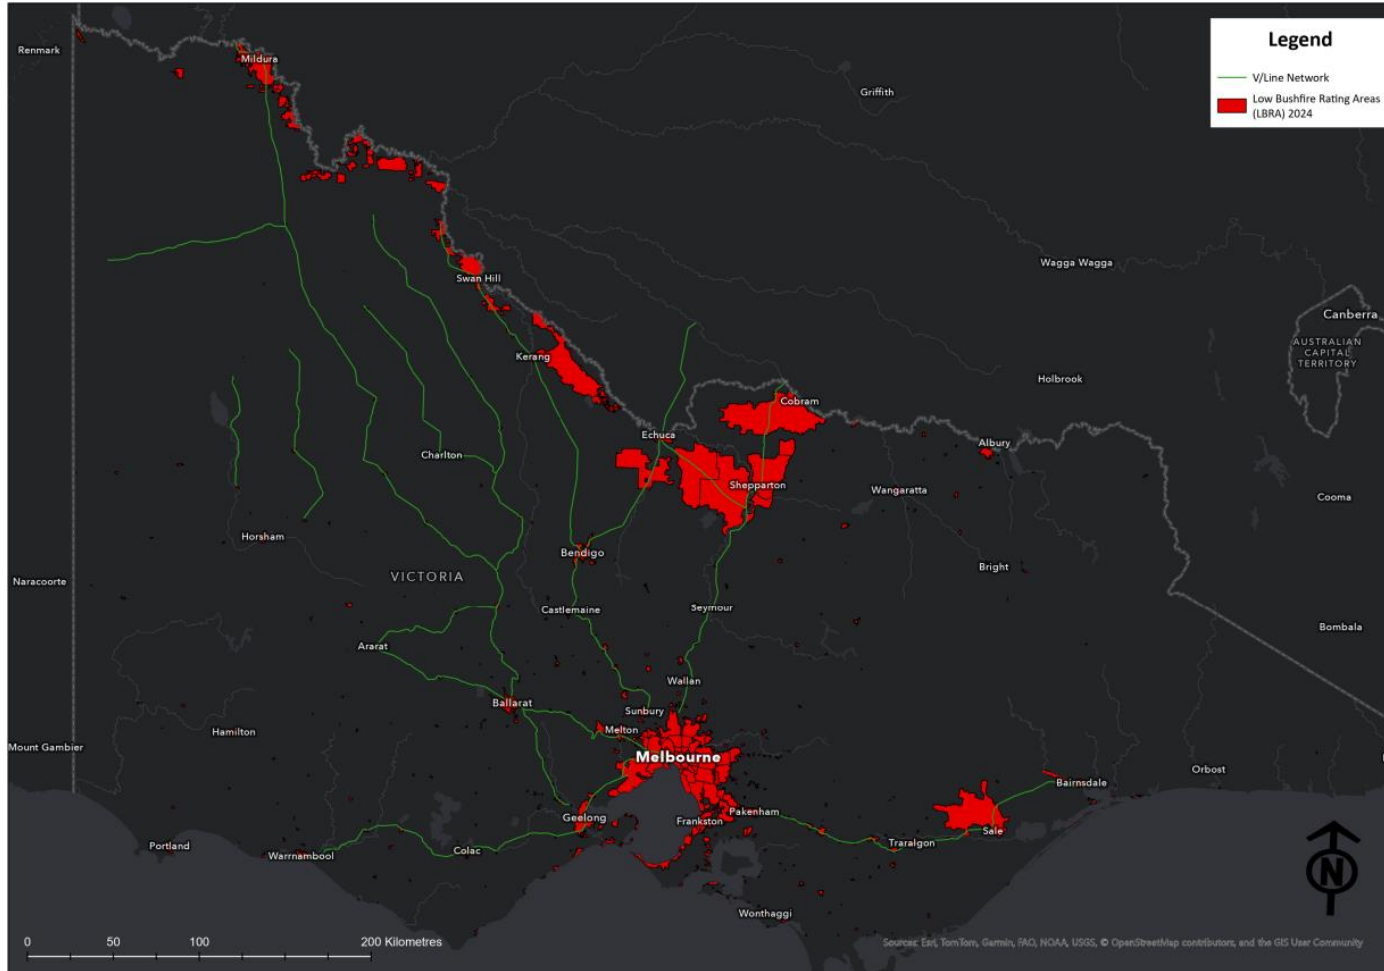 Legend
V/Line Network
Low Bushfire Rating Areas
(LBRA) 2024
Renmark
Mildura
Griffith
Wagga Wagga
Swan Hill
Canberra
AUSTRALIAN
CAPITAL
TERRITORY
Kerang
Holbrook
Cobram
Echuca
Albury
Charlton
Shepparton
Wangaratta
Cooma
Horsham
Bendigo
Bright
VICTORIA
Naracoorte
Castlemaine
Seymour
Bombala
Ararat
Wallan
Ballarat
Sunbury
Melton
Hamilton
Mount Gambier
Melbourne
Orbost
Bairnsdale
Geelong
Frankston
Pakenham
Sale
Portland
Warrnambool
Colac
Traralgon
N
Wonthaggi
0 50 100 200 Kilometres
Sources: Esri, TomTom, Garmin, FAO, NOAA, USGS, © OpenStreetMap contributors, and the GIS User Community